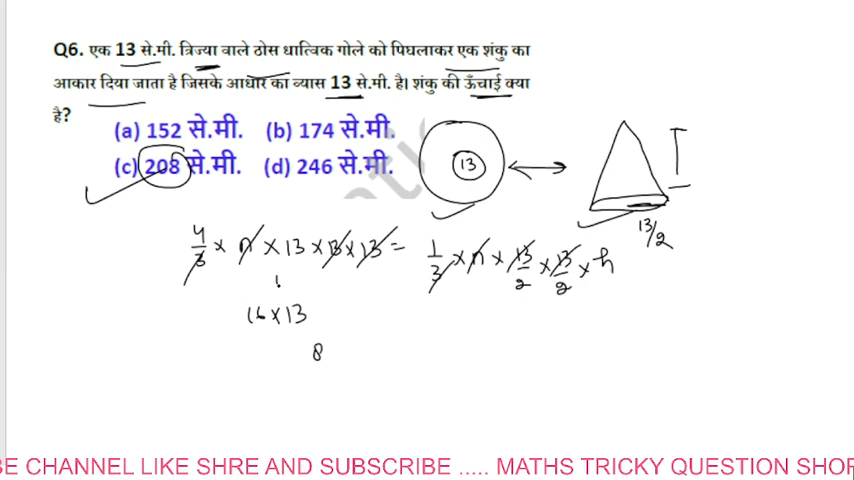 Q6. एक 13 से.मी. त्रिज्या वाले ठोस धात्विक गोले को पिघलाकर एक शंकु का
आकार दिया जाता है जिसके आधार का व्यास 13 से.मी. है। शंकु की ऊँचाई क्या
है?
(a) 152 से.मी. (b) 174 से.मी.
(c) 208 से.मी. (d) 246 से.मी.
13
13/2
4/3 × π × 13 × 13 × 13 = 1/3 × π × 13/2 × 13/2 × h
16 × 13
8
BE CHANNEL LIKE SHRE AND SUBSCRIBE ..... MATHS TRICKY QUESTION SHOR